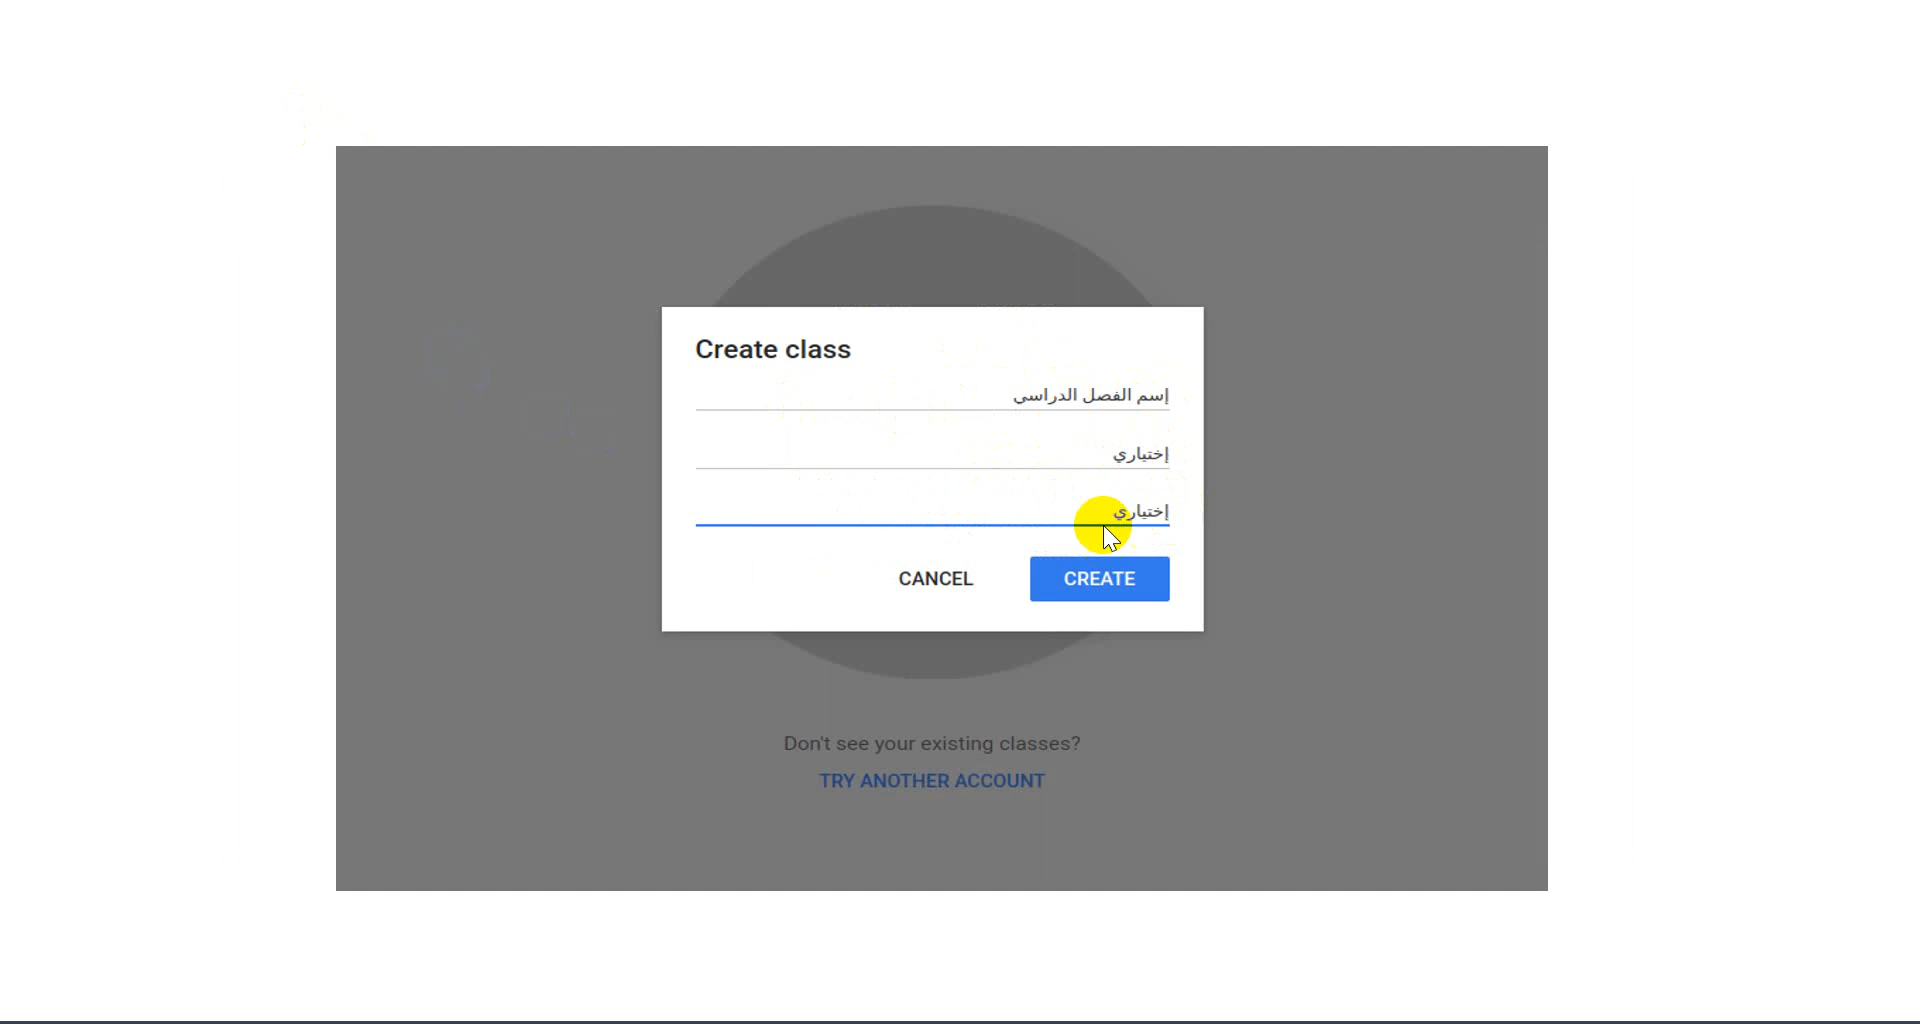 Create class
إسم الفصل الدراسي
إختياري
إختياري
CANCEL
CREATE
Don't see your existing classes?
TRY ANOTHER ACCOUNT